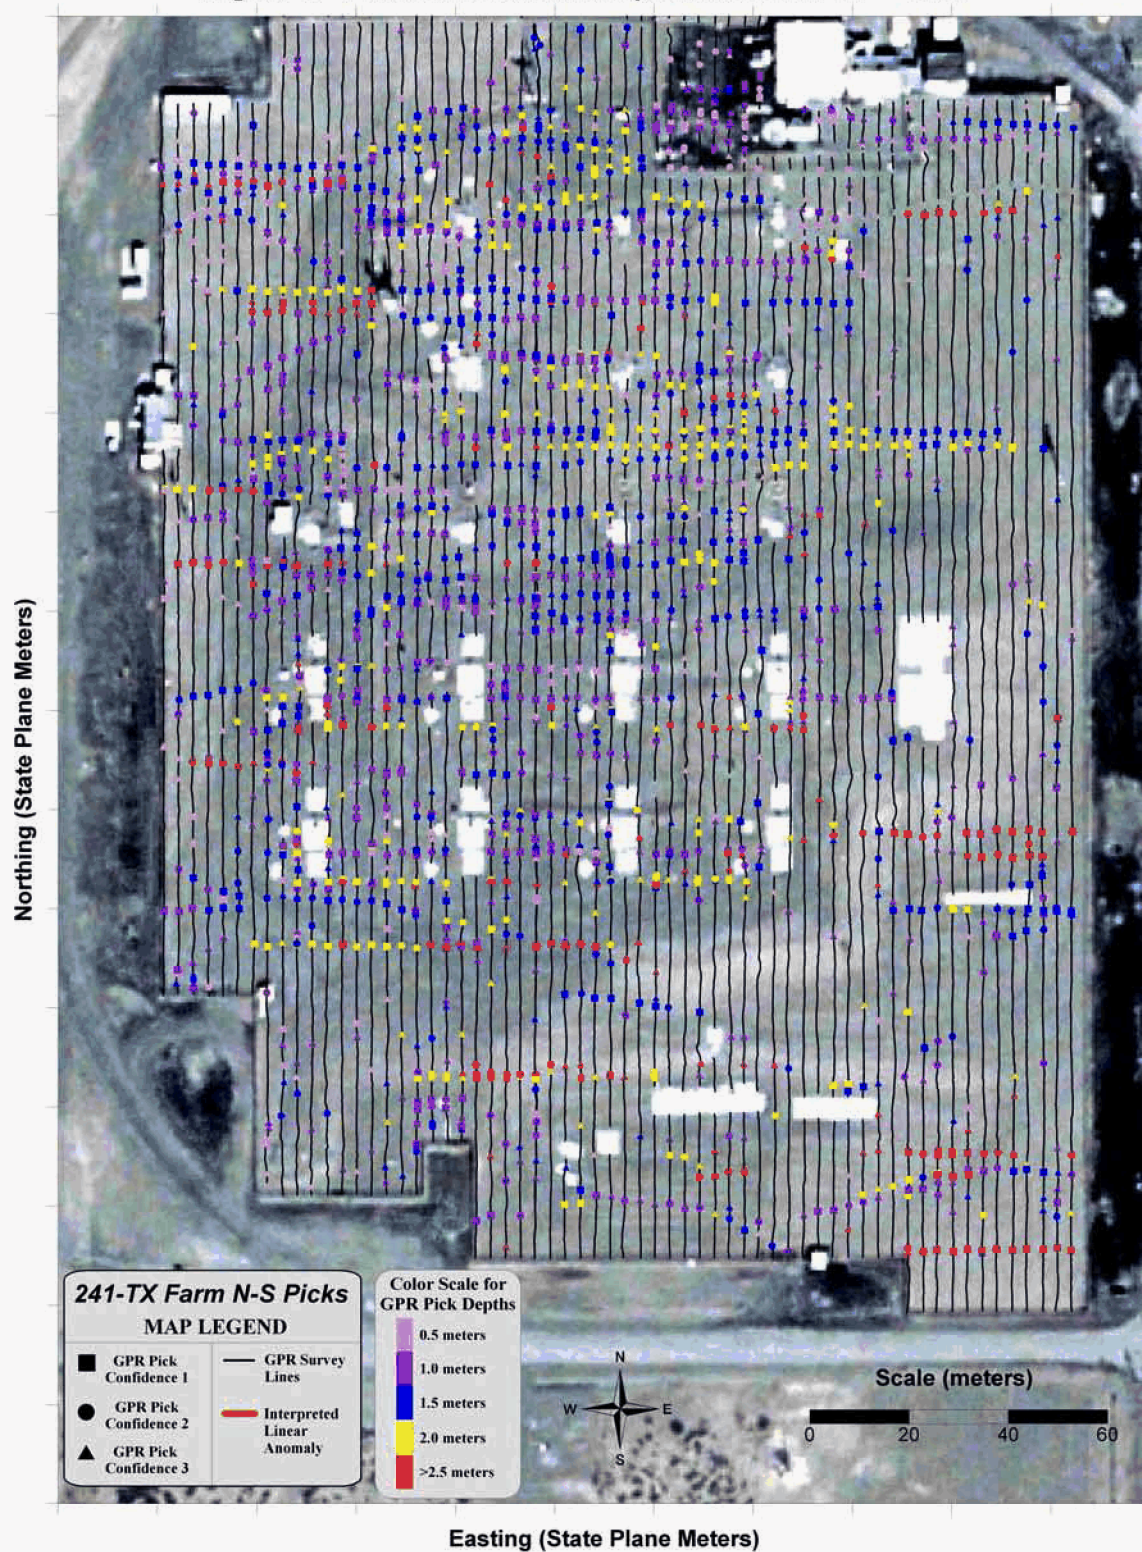 Northing (State Plane Meters)
241-TX Farm N-S Picks
MAP LEGEND
GPR Pick
Confidence 1
GPR Pick
Confidence 2
GPR Pick
Confidence 3
GPR Survey
Lines
Interpreted
Linear
Anomaly
Color Scale for
GPR Pick Depths
0.5 meters
1.0 meters
1.5 meters
2.0 meters
>2.5 meters
N
W
E
S
Scale (meters)
0 20 40 60
Easting (State Plane Meters)